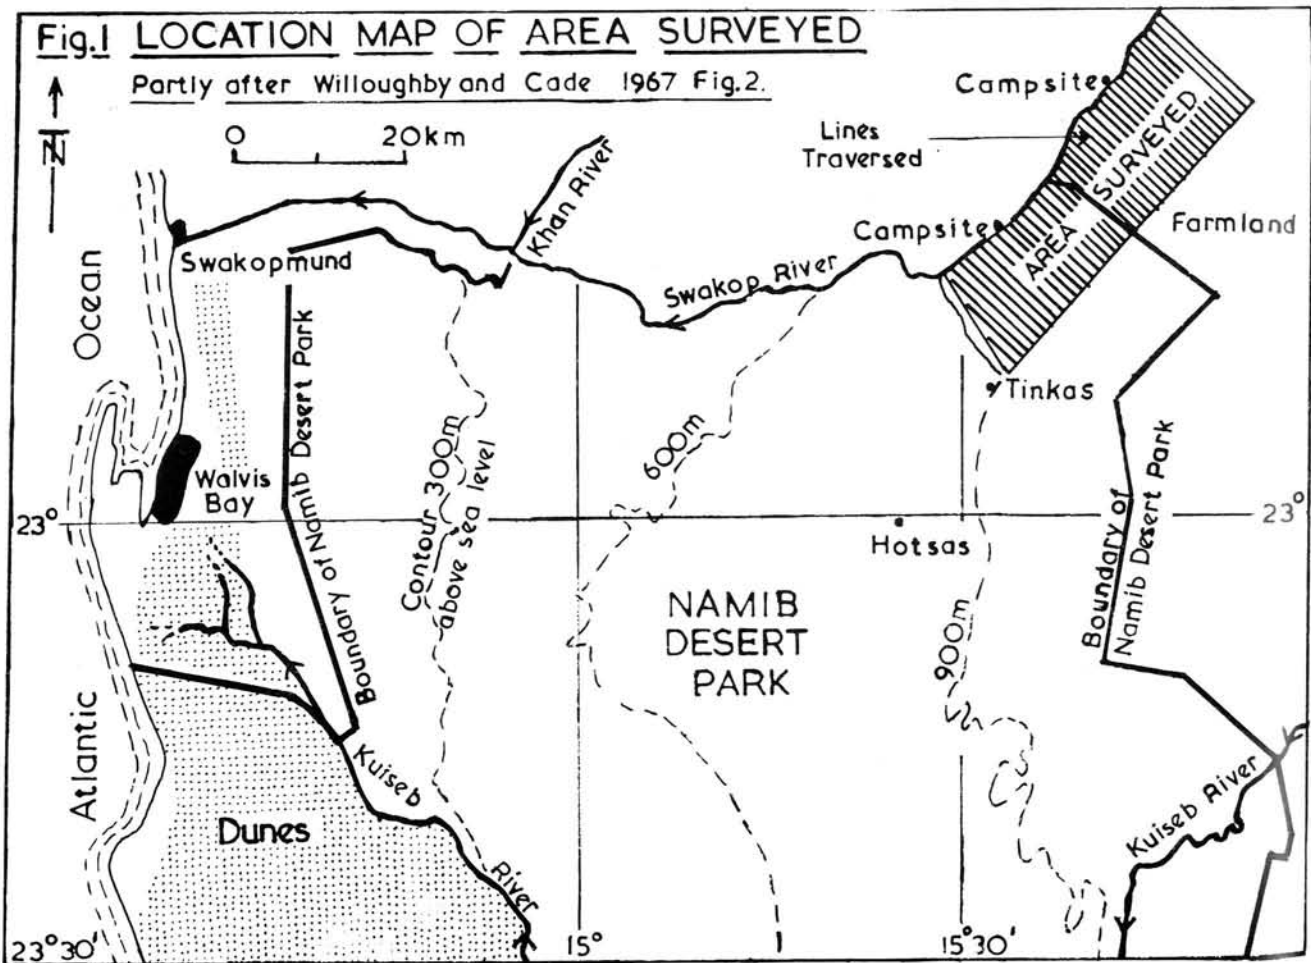 Fig.1 LOCATION MAP OF AREA SURVEYED
Partly after Willoughby and Cade 1967 Fig.2.
N
0 20km
Campsite
Lines
Traversed
AREA SURVEYED
Khan River
Campsite
Farmland
Swakopmund
Swakop River
Ocean
Tinkas
Boundary of Namib Desert Park
Contour 300m
above sea level
600m
Walvis
Bay
23°
23°
Hotsas
Boundary of
Namib Desert Park
NAMIB
DESERT
PARK
900m
Atlantic
Kuiseb
River
Kuiseb River
Dunes
23°30'
15°
15°30'